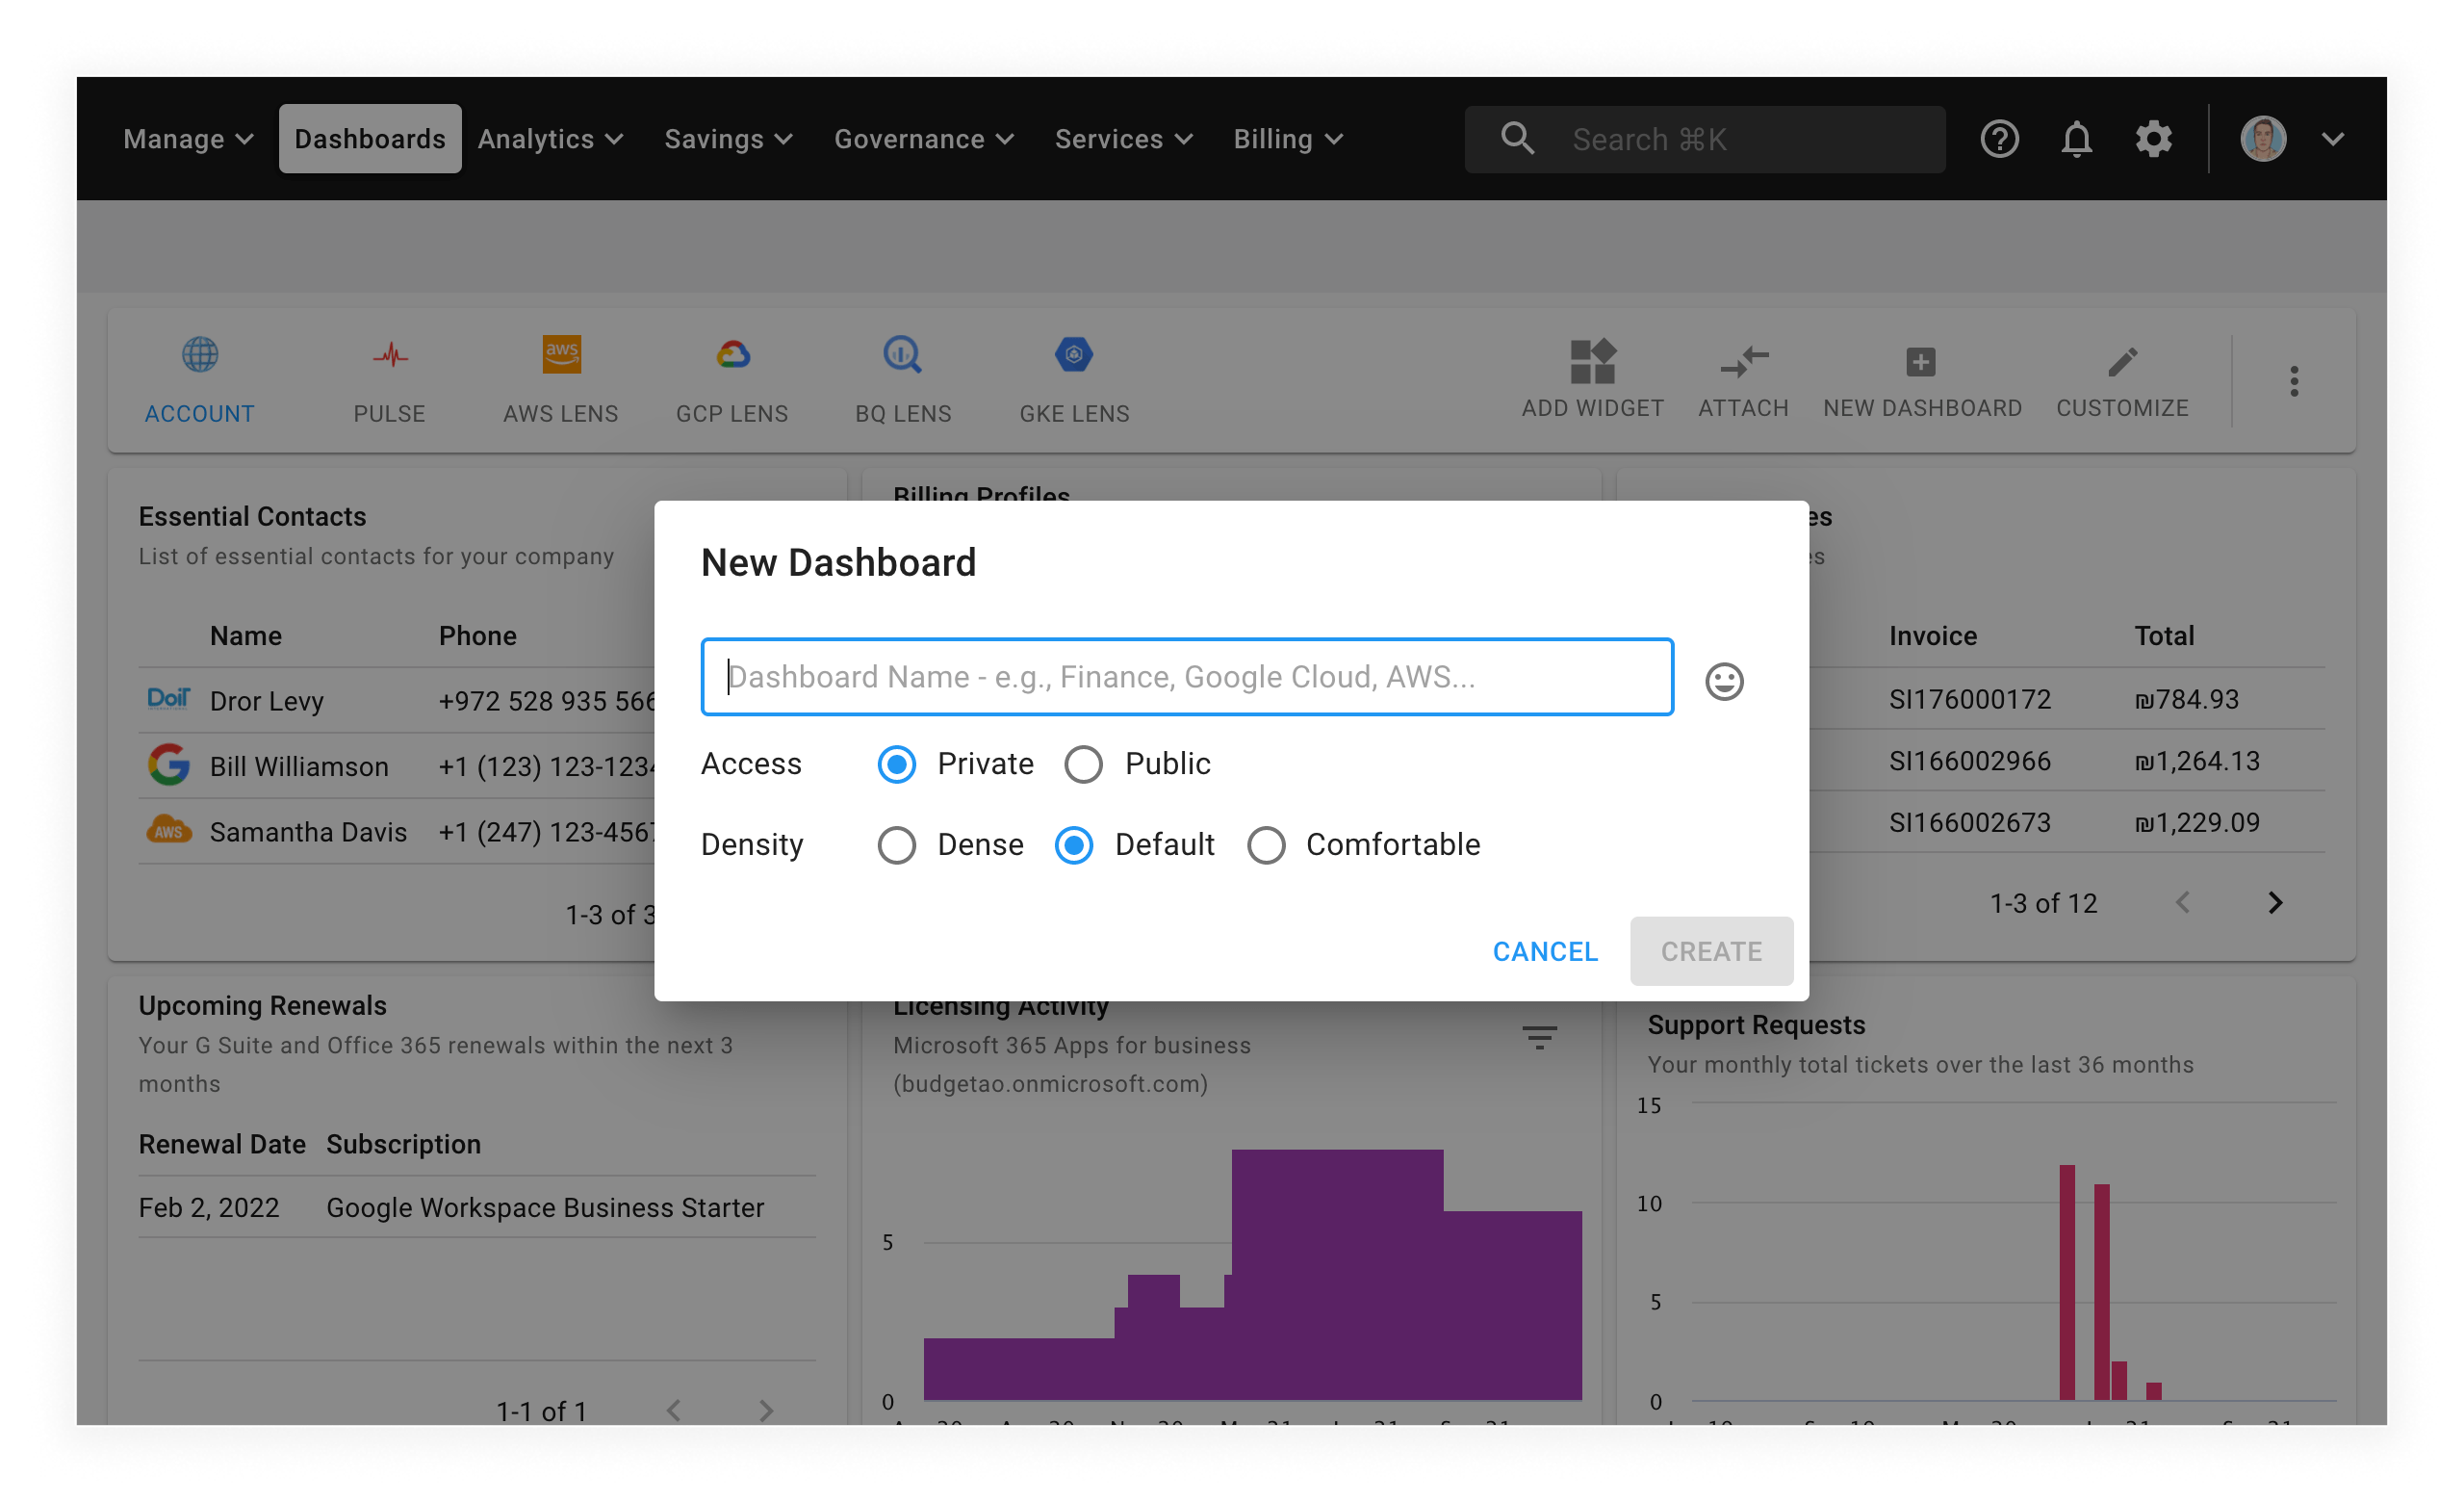 Manage Dashboards Analytics Savings Governance Services Billing Search ⌘K
ACCOUNT PULSE AWS LENS GCP LENS BQ LENS GKE LENS ADD WIDGET ATTACH NEW DASHBOARD CUSTOMIZE
aws
Essential Contacts
List of essential contacts for your company
Name Phone
DoiT INTERNATIONAL Dror Levy +972 528 935 566
Bill Williamson +1 (123) 123-1234
AWS Samantha Davis +1 (247) 123-4567
1-3 of 3
Billing Profiles
New Dashboard
Dashboard Name - e.g., Finance, Google Cloud, AWS...
Access Private Public
Density Dense Default Comfortable
CANCEL CREATE
es
es
Invoice Total
SI176000172 ₪784.93
SI166002966 ₪1,264.13
SI166002673 ₪1,229.09
1-3 of 12
Upcoming Renewals
Your G Suite and Office 365 renewals within the next 3
months
Renewal Date Subscription
Feb 2, 2022 Google Workspace Business Starter
1-1 of 1
Licensing Activity
Microsoft 365 Apps for business
(budgetao.onmicrosoft.com)
5
0
Support Requests
Your monthly total tickets over the last 36 months
15
10
5
0